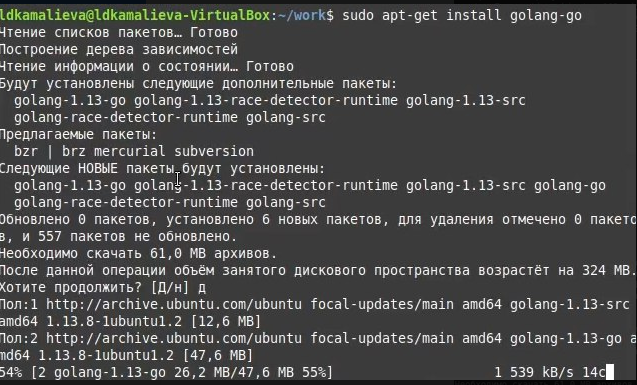 ldkamalieva@ldkamalieva-VirtualBox:~/work$ sudo apt-get install golang-go
Чтение списков пакетов… Готово
Построение дерева зависимостей
Чтение информации о состоянии… Готово
Будут установлены следующие дополнительные пакеты:
golang-1.13-go golang-1.13-race-detector-runtime golang-1.13-src
golang-race-detector-runtime golang-src
Предлагаемые пакеты:
bzr | brz mercurial subversion
Следующие НОВЫЕ пакеты будут установлены:
golang-1.13-go golang-1.13-race-detector-runtime golang-1.13-src golang-go
golang-race-detector-runtime golang-src
Обновлено 0 пакетов, установлено 6 новых пакетов, для удаления отмечено 0 пакето
в, и 557 пакетов не обновлено.
Необходимо скачать 61,0 MB архивов.
После данной операции объём занятого дискового пространства возрастёт на 324 MB.
Хотите продолжить? [Д/н] д
Пол:1 http://archive.ubuntu.com/ubuntu focal-updates/main amd64 golang-1.13-src
amd64 1.13.8-1ubuntu1.2 [12,6 MB]
Пол:2 http://archive.ubuntu.com/ubuntu focal-updates/main amd64 golang-1.13-go a
md64 1.13.8-1ubuntu1.2 [47,6 MB]
54% [2 golang-1.13-go 26,2 MB/47,6 MB 55%] 1 539 kB/s 14с